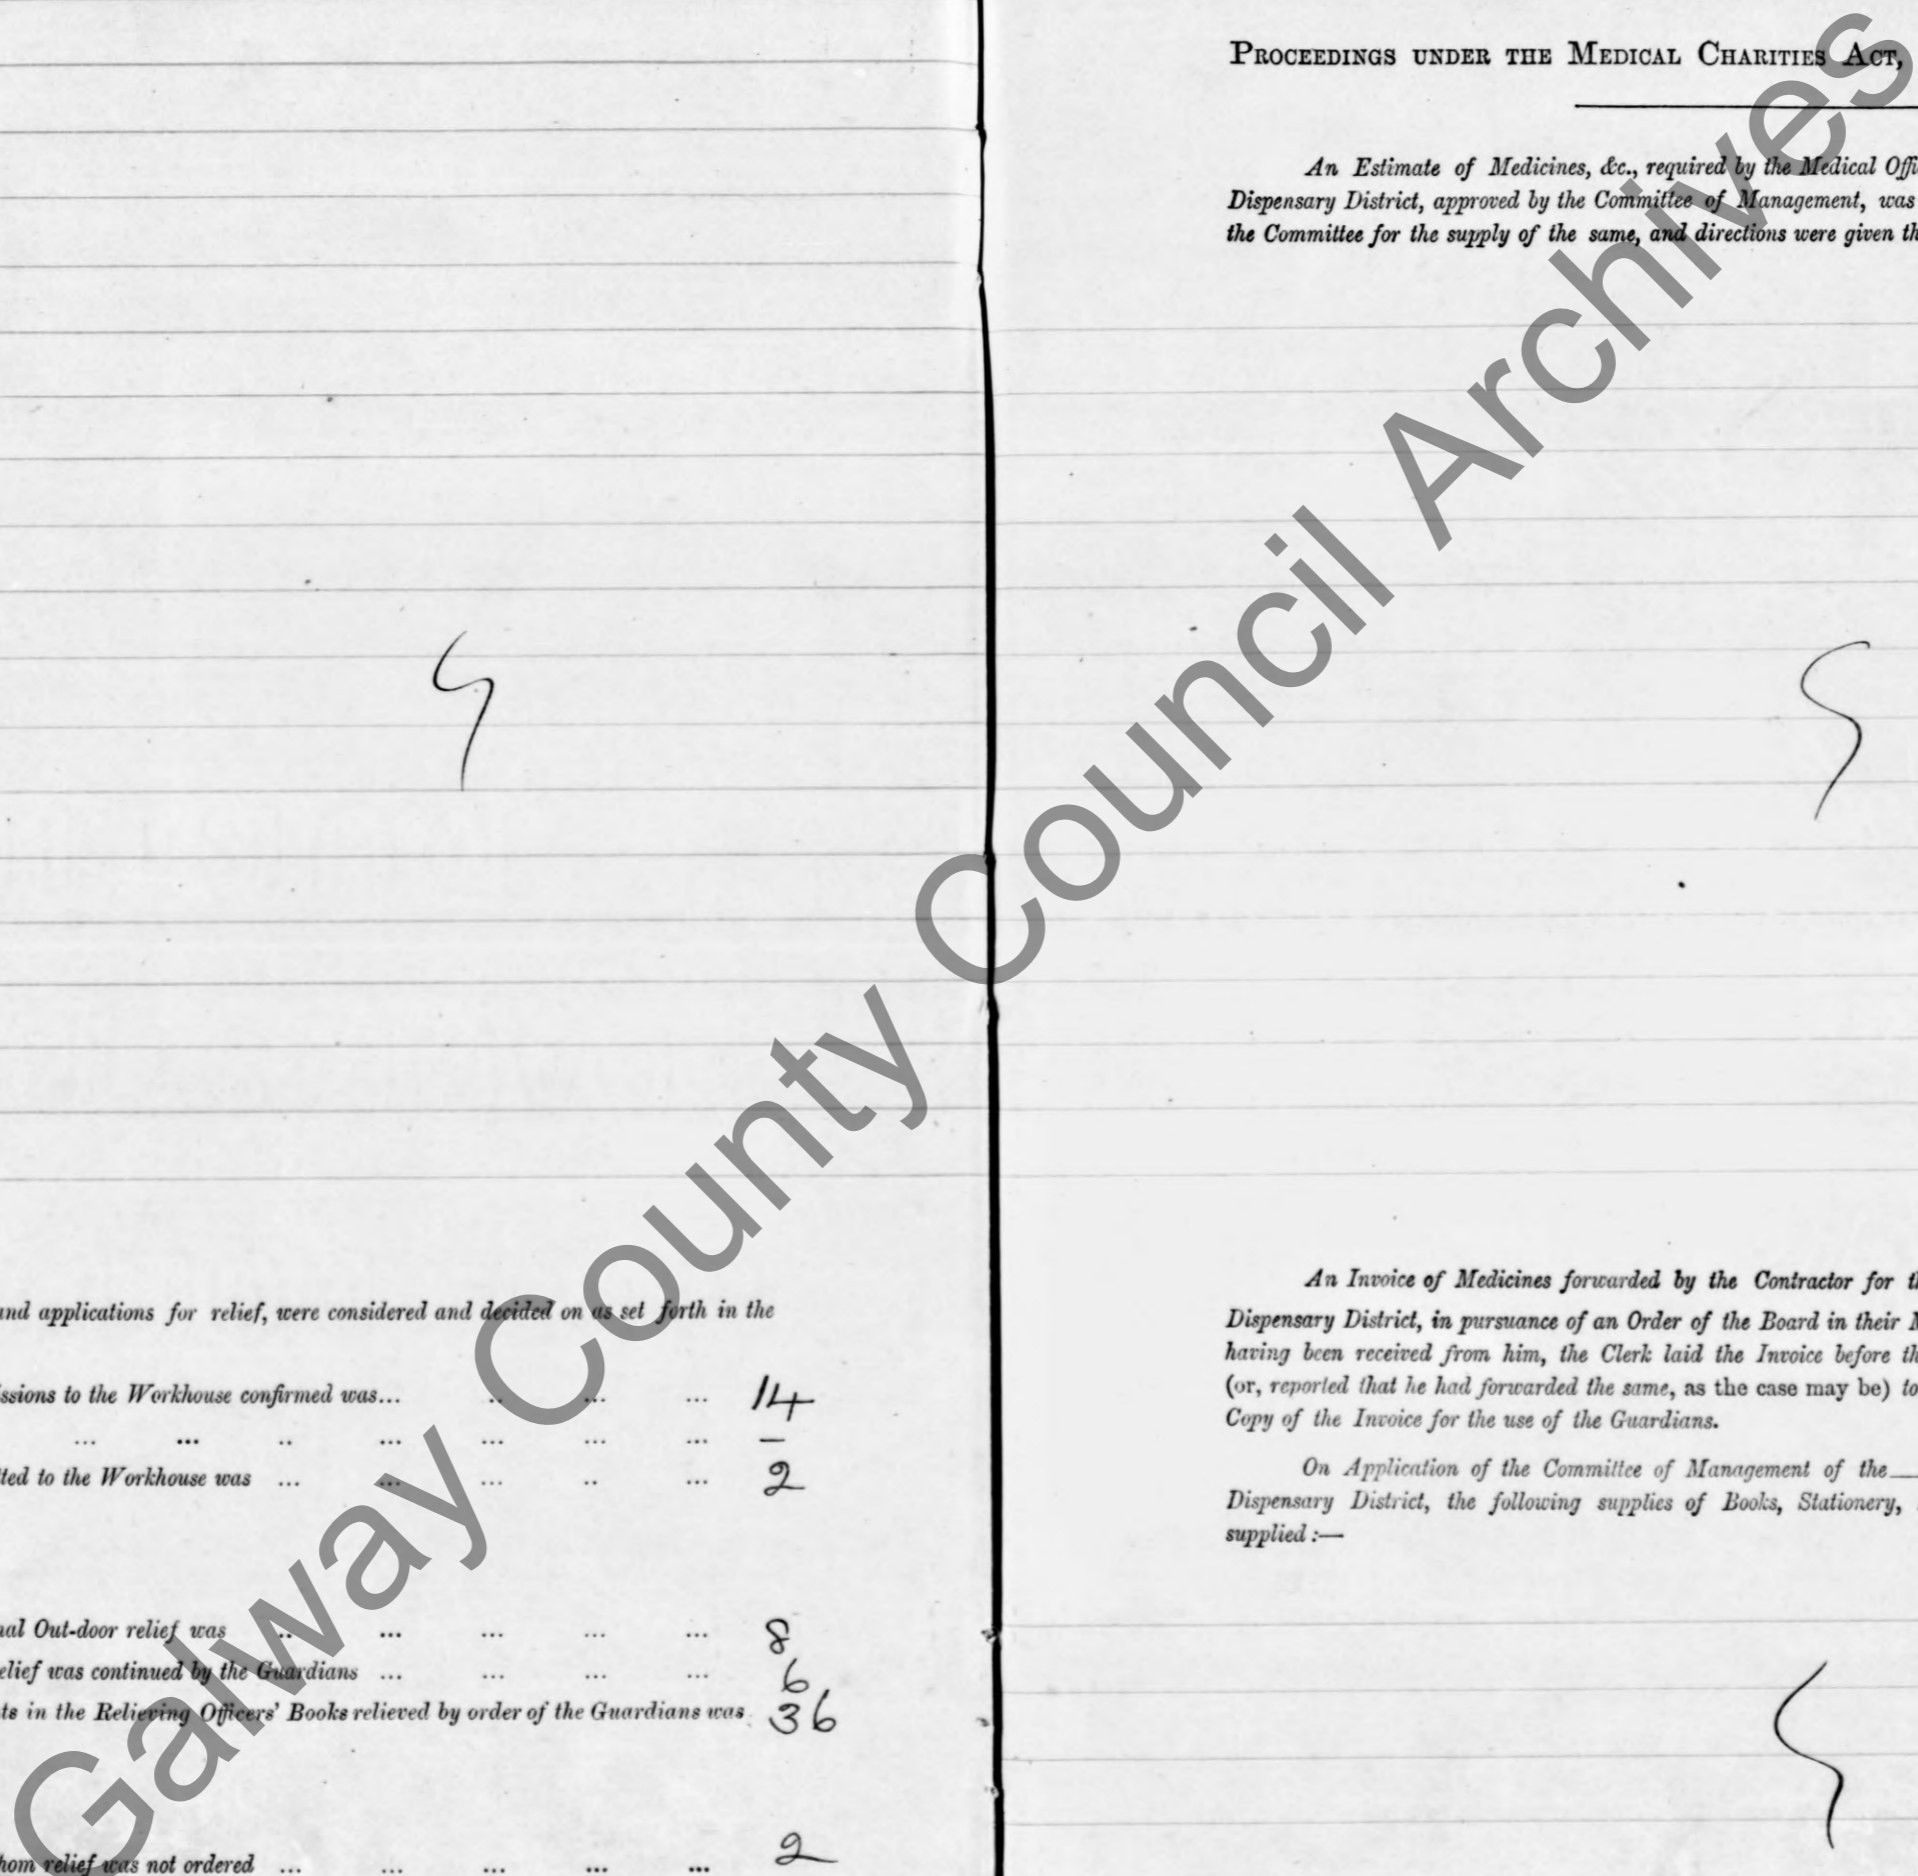 and applications for relief, were considered and decided on as set forth in the
ssions to the Workhouse confirmed was... .. ... ... 14
... ... .. ... ... ... ... —
ted to the Workhouse was ... ... ... .. ... 2
nal Out-door relief was .. ... ... ... ... 8
elief was continued by the Guardians ... ... ... ... 6
ts in the Relieving Officers' Books relieved by order of the Guardians was 36
hom relief was not ordered ... ... ... ... ... 2
PROCEEDINGS UNDER THE MEDICAL CHARITIES ACT,
An Estimate of Medicines, &c., required by the Medical Offi
Dispensary District, approved by the Committee of Management, was
the Committee for the supply of the same, and directions were given th
An Invoice of Medicines forwarded by the Contractor for th
Dispensary District, in pursuance of an Order of the Board in their M
having been received from him, the Clerk laid the Invoice before th
(or, reported that he had forwarded the same, as the case may be) to
Copy of the Invoice for the use of the Guardians.
On Application of the Committee of Management of the
Dispensary District, the following supplies of Books, Stationery,
supplied :—
Galway County Council Archives